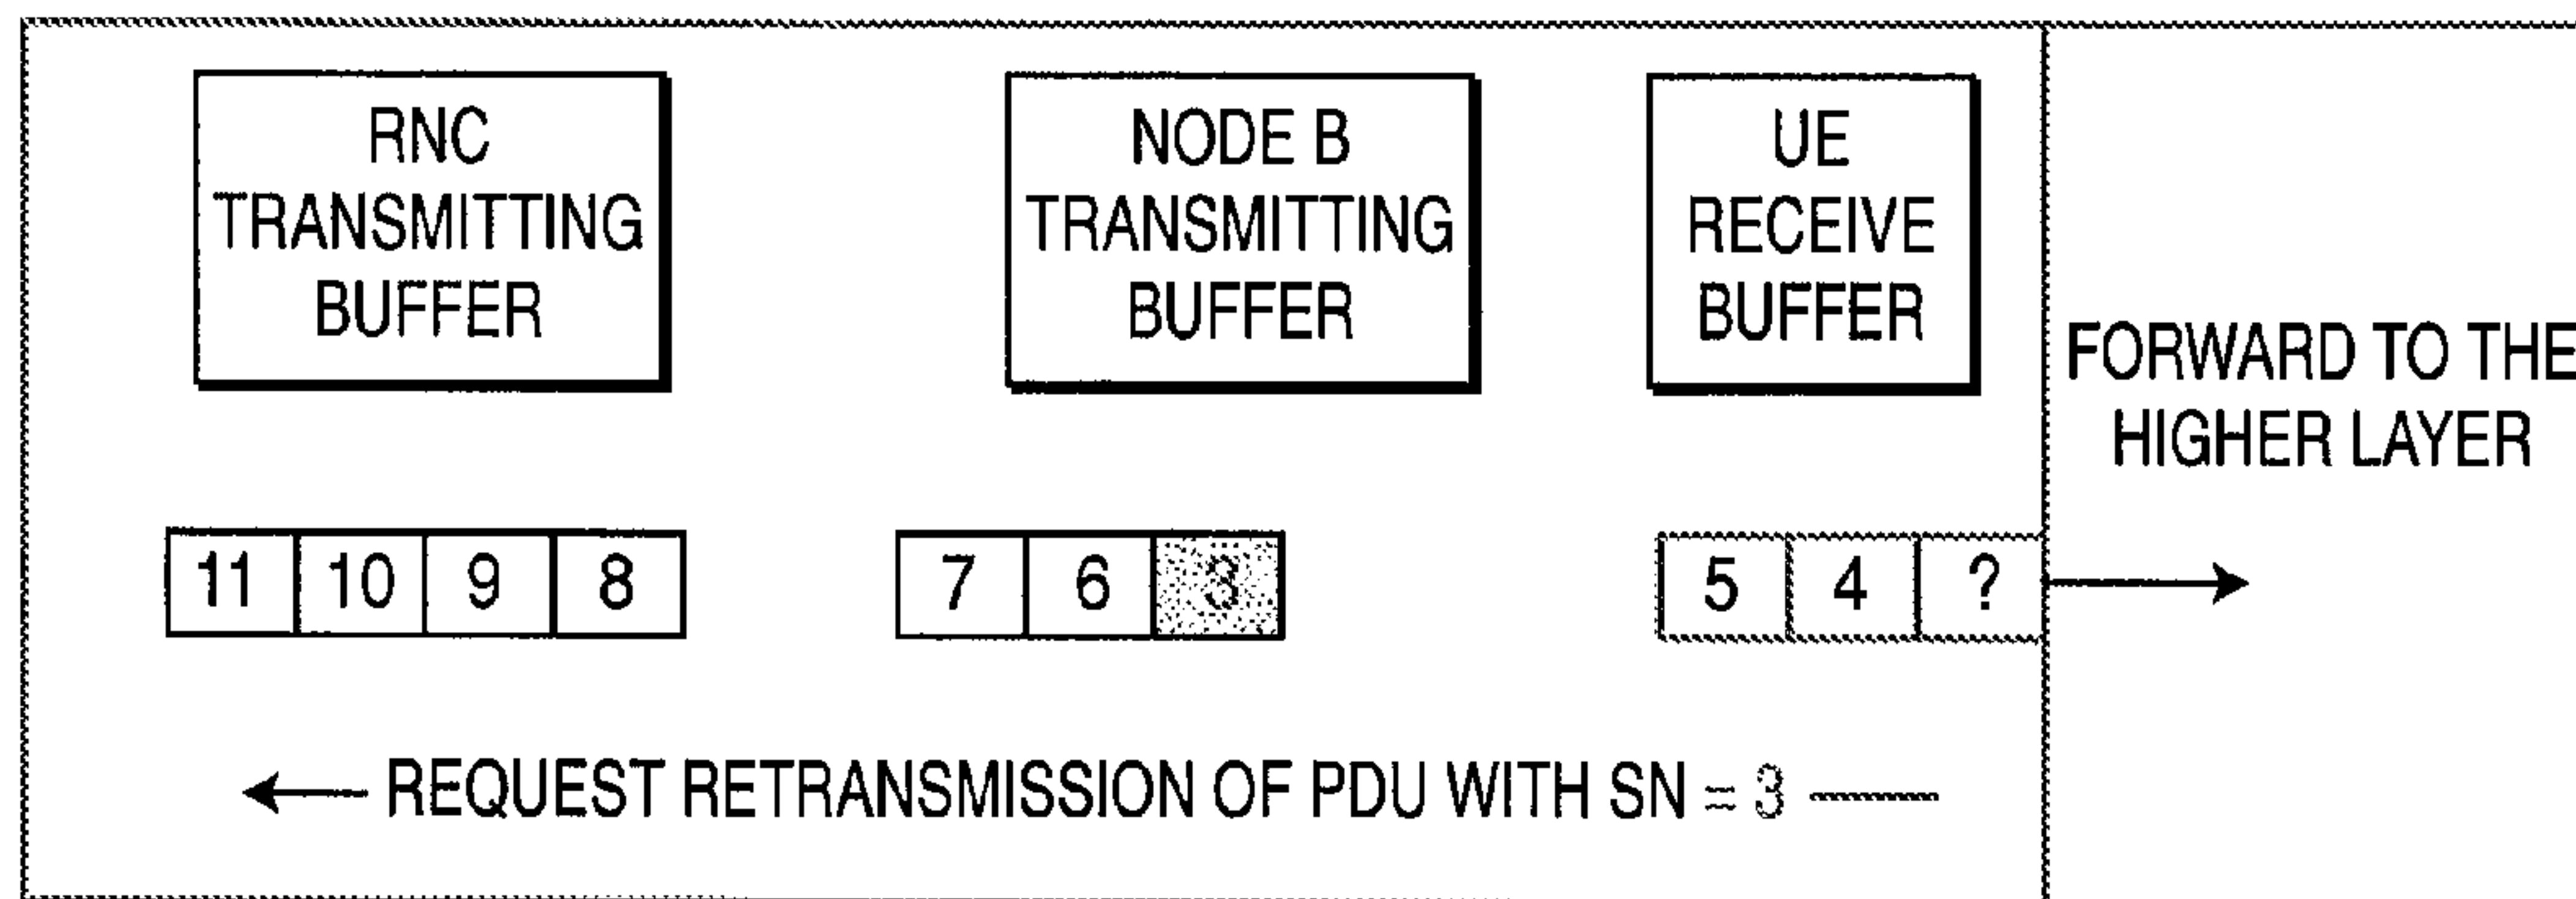 RNC
TRANSMITTING
BUFFER
NODE B
TRANSMITTING
BUFFER
UE
RECEIVE
BUFFER
FORWARD TO THE
HIGHER LAYER
11 10 9 8
7 6 3
5 4 ?
REQUEST RETRANSMISSION OF PDU WITH SN = 3